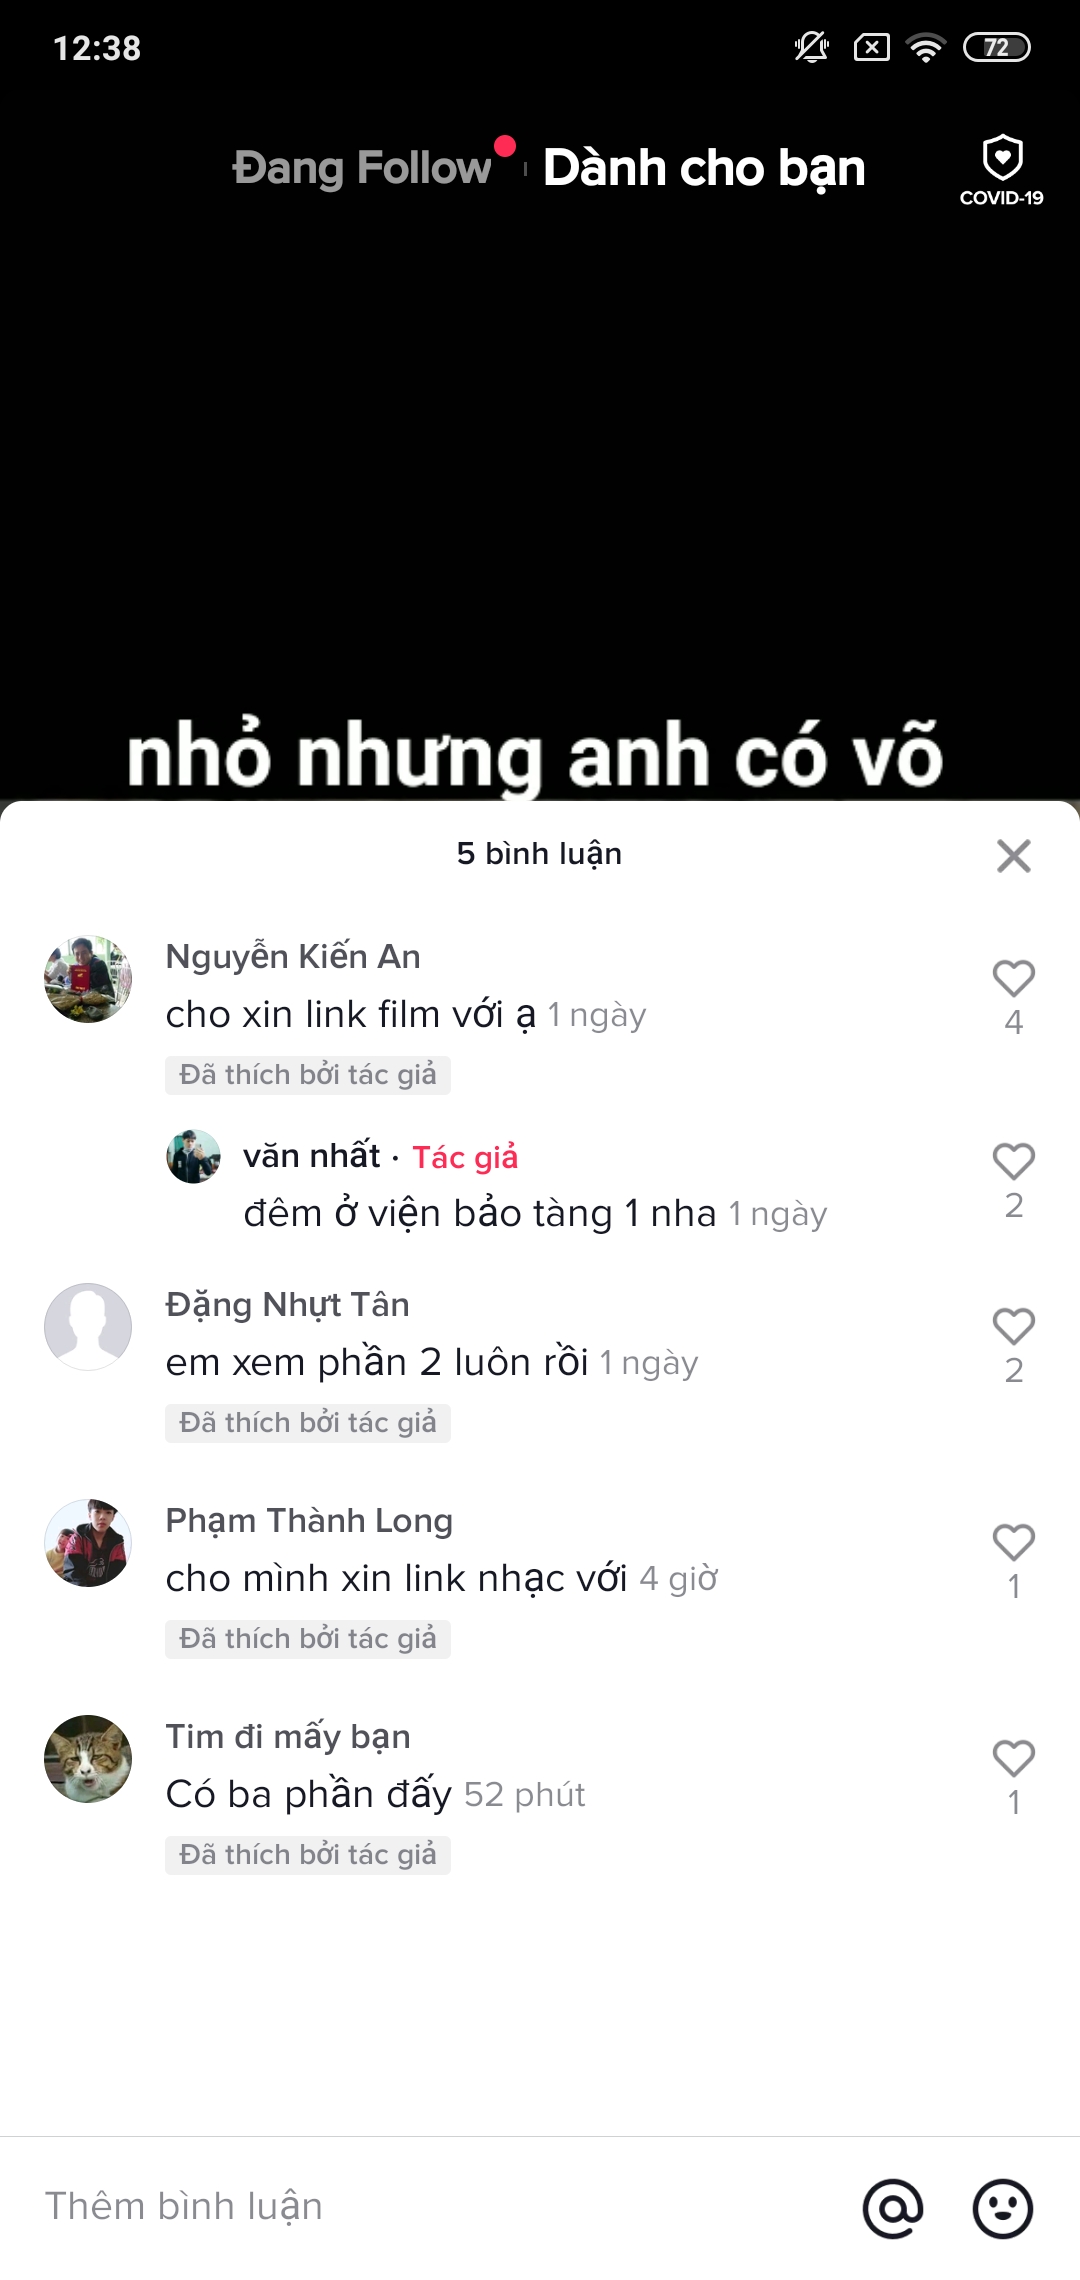 12:38
72
Đang Follow
Dành cho bạn
COVID-19
nhỏ nhưng anh có võ
5 bình luận
Nguyễn Kiến An
cho xin link film với ạ 1 ngày
4
Đã thích bởi tác giả
văn nhất · Tác giả
đêm ở viện bảo tàng 1 nha 1 ngày
2
Đặng Nhựt Tân
em xem phần 2 luôn rồi 1 ngày
2
Đã thích bởi tác giả
Phạm Thành Long
cho mình xin link nhạc với 4 giờ
1
Đã thích bởi tác giả
Tim đi mấy bạn
Có ba phần đấy 52 phút
1
Đã thích bởi tác giả
Thêm bình luận